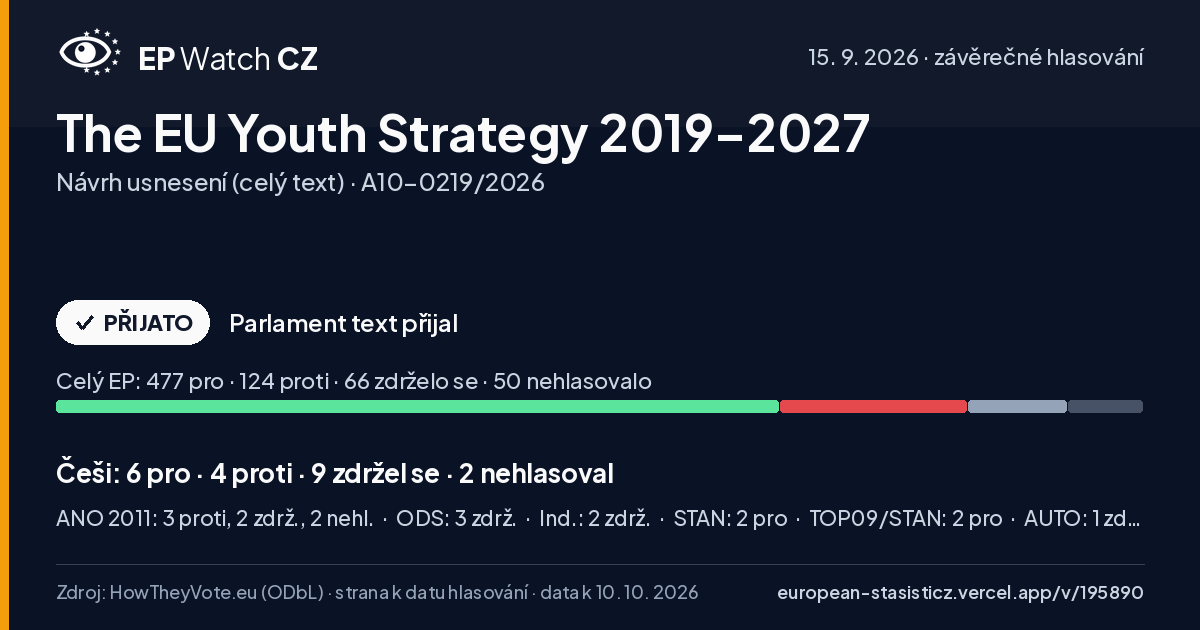 EP Watch CZ
15. 9. 2026 · závěrečné hlasování
The EU Youth Strategy 2019–2027
Návrh usnesení (celý text) · A10–0219/2026
✓ PŘIJATO
Parlament text přijal
Celý EP: 477 pro · 124 proti · 66 zdrželo se · 50 nehlasovalo
Češi: 6 pro · 4 proti · 9 zdržel se · 2 nehlasoval
ANO 2011: 3 proti, 2 zdrž., 2 nehl. · ODS: 3 zdrž. · Ind.: 2 zdrž. · STAN: 2 pro · TOP09/STAN: 2 pro · AUTO: 1 zd…
Zdroj: HowTheyVote.eu (ODbL) · strana k datu hlasování · data k 10. 10. 2026
european-stasisticz.vercel.app/v/195890